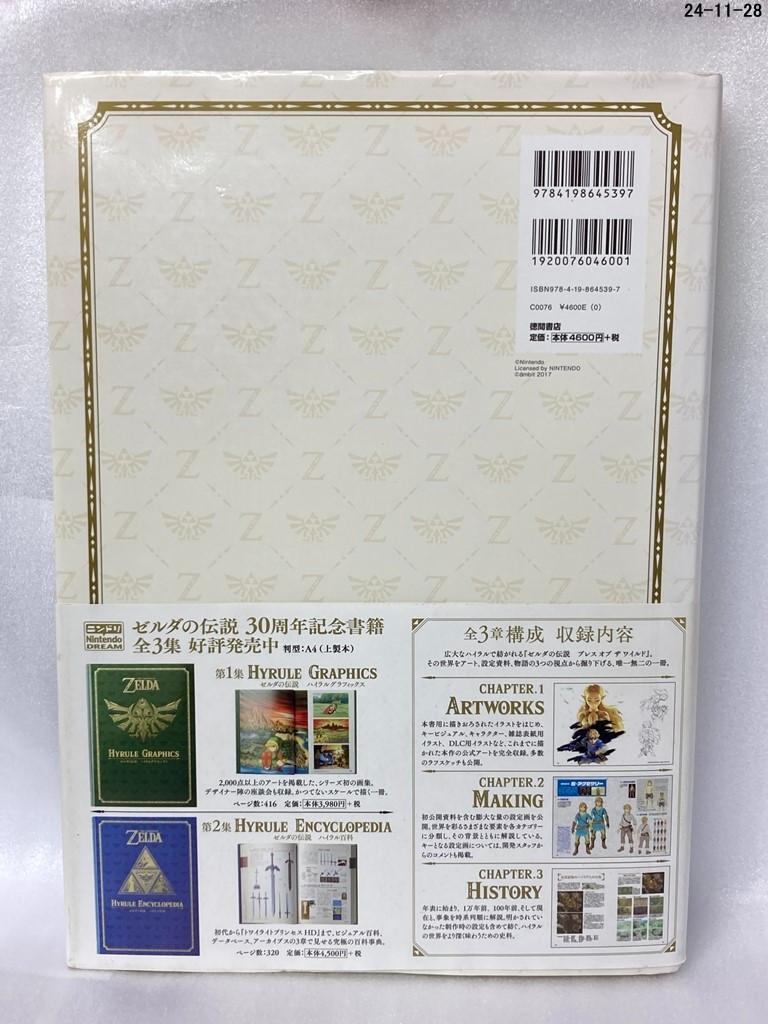 24-11-28
9784198645397
1920076046001
ISBN978-4-19-864539-7
C0076 ¥4600E (0)
徳間書店
定価：本体4600円+税
©Nintendo
Licensed by NINTENDO
©ambit 2017
ニンドリ
Nintendo
DREAM
ゼルダの伝説 30周年記念書籍
全3集 好評発売中 判型：A4（上製本）
第1集 HYRULE GRAPHICS
ゼルダの伝説 ハイラルグラフィックス
ZELDA
HYRULE GRAPHICS
2,000点以上のアートを掲載した、シリーズ初の画集。
デザイナー陣の座談会も収録。かつてないスケールで描く一冊。
ページ数：416 定価：本体3,980円+税
第2集 HYRULE ENCYCLOPEDIA
ゼルダの伝説 ハイラル百科
ZELDA
HYRULE ENCYCLOPEDIA
初代から『トワイライトプリンセスHD』まで、ビジュアル百科、
データベース、アーカイブスの3章で見せる究極の百科事典。
ページ数：320 定価：本体4,500円+税
全3章構成 収録内容
広大なハイラルで紡がれる『ゼルダの伝説 ブレス オブ ザ ワイルド』。
その世界をアート、設定資料、物語の3つの視点から掘り下げる、唯一無二の一冊。
CHAPTER.1
ARTWORKS
本書用に描きおろされたイラストをはじめ、
キービジュアル、キャラクター、雑誌表紙用
イラスト、DLC用イラストなど、これまでに描
かれた本作の公式アートを完全収録。多数
のラフスケッチも公開。
CHAPTER.2
MAKING
初公開資料を含む膨大な量の設定画を公
開。世界を彩るさまざまな要素を各カテゴリー
に分類し、その背景とともに解説している。
キーとなる設定画については、開発スタッフか
らのコメントも掲載。
CHAPTER.3
HISTORY
年表に始まり、1万年前、100年前、そして現
在と、事象を時系列順に解説。明かされてい
なかった制作時の設定も含めて紡ぐ、ハイラル
の世界をより深く味わうための史料。